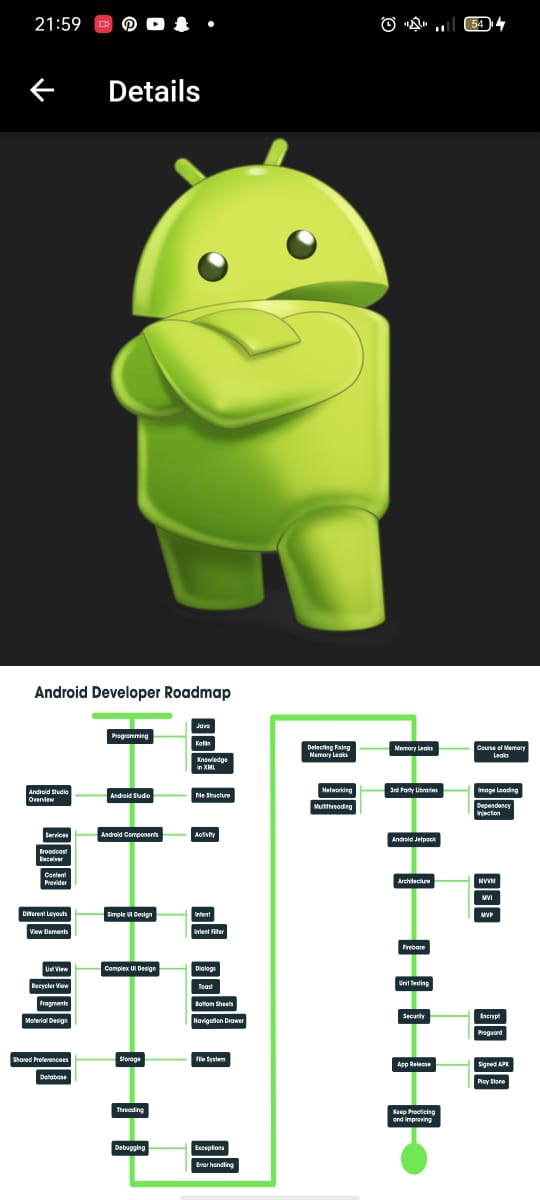 21:59
54
Details
Android Developer Roadmap
Programming
Java
Kotlin
Knowledge
in XML
Android Studio
Overview
Android Studio
File Structure
Services
Broadcast
Receiver
Content
Provider
Android Components
Activity
Different Layouts
View Elements
Simple UI Design
Intent
Intent Filter
List View
Recycler View
Fragments
Material Design
Complex UI Design
Dialogs
Toast
Bottom Sheets
Navigation Drawer
Shared Preferencees
Database
Storage
File System
Threading
Debugging
Exceptions
Error handling
Detecting Fixing
Memory Leaks
Memory Leaks
Course of Memory
Leaks
Networking
Multithreading
3rd Party Libraries
Image Loading
Dependency
Injection
Android Jetpack
Architecture
MVVM
MVI
MVP
Firebase
Unit Testing
Security
Encrypt
Proguard
App Release
Signed APK
Play Store
Keep Practicing
and Improving